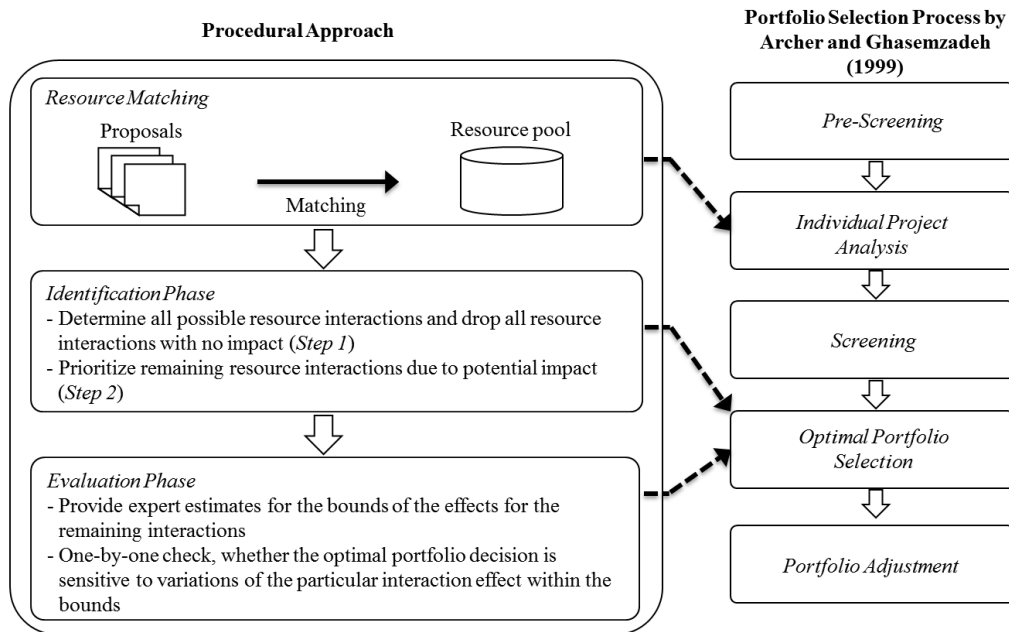 Procedural Approach
Resource Matching
Proposals
Resource pool
Matching
Identification Phase
- Determine all possible resource interactions and drop all resource
interactions with no impact (Step 1)
- Prioritize remaining resource interactions due to potential impact
(Step 2)
Evaluation Phase
- Provide expert estimates for the bounds of the effects for the
remaining interactions
- One-by-one check, whether the optimal portfolio decision is
sensitive to variations of the particular interaction effect within the
bounds
Portfolio Selection Process by
Archer and Ghasemzadeh
(1999)
Pre-Screening
Individual Project
Analysis
Screening
Optimal Portfolio
Selection
Portfolio Adjustment